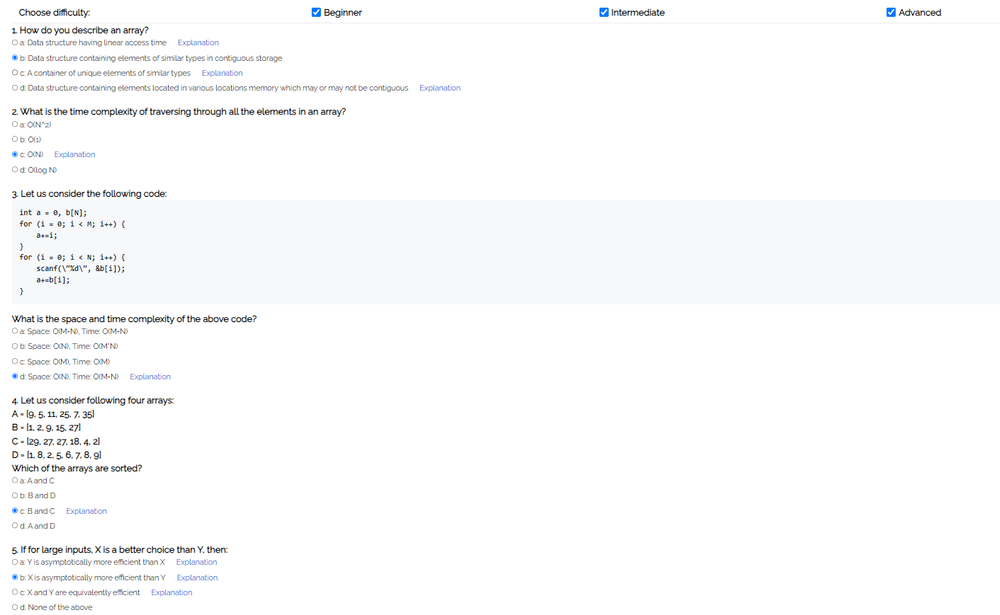 Choose difficulty: Beginner Intermediate Advanced
1. How do you describe an array?
a: Data structure having linear access time Explanation
b: Data structure containing elements of similar types in contiguous storage
c: A container of unique elements of similar types Explanation
d: Data structure containing elements located in various locations memory which may or may not be contiguous Explanation
2. What is the time complexity of traversing through all the elements in an array?
a: O(N^2)
b: O(1)
c: O(N) Explanation
d: O(log N)
3. Let us consider the following code:
int a = 0, b[N];
for (i = 0; i < M; i++) {
    a+=i;
}
for (i = 0; i < N; i++) {
    scanf(\“%d\”, &b[i]);
    a+=b[i];
}
What is the space and time complexity of the above code?
a: Space: O(M+N), Time: O(M+N)
b: Space: O(N), Time: O(M*N)
c: Space: O(M), Time: O(M)
d: Space: O(N), Time: O(M+N) Explanation
4. Let us consider following four arrays:
A = [9, 5, 11, 25, 7, 35]
B = [1, 2, 9, 15, 27]
C = [29, 27, 27, 18, 4, 2]
D = [1, 8, 2, 5, 6, 7, 8, 9]
Which of the arrays are sorted?
a: A and C
b: B and D
c: B and C Explanation
d: A and D
5. If for large inputs, X is a better choice than Y, then:
a: Y is asymptotically more efficient than X Explanation
b: X is asymptotically more efficient than Y Explanation
c: X and Y are equivalently efficient Explanation
d: None of the above